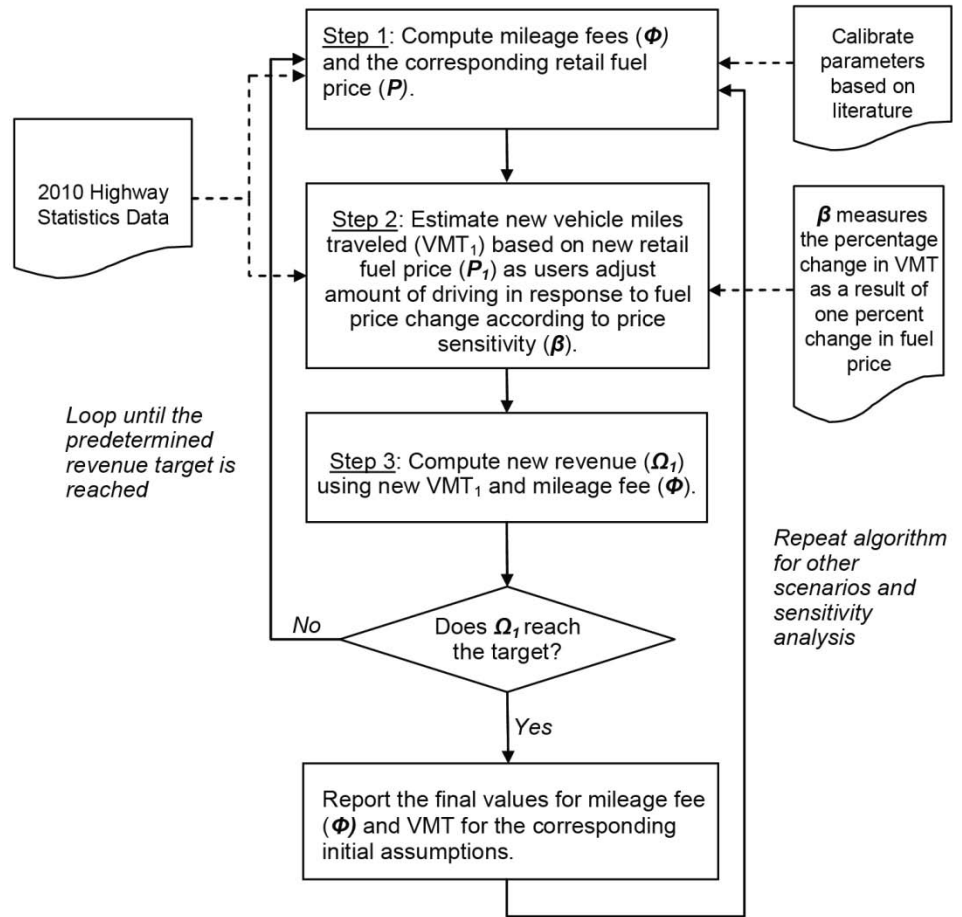 Step 1: Compute mileage fees (Φ)
and the corresponding retail fuel
price (P).
Calibrate
parameters
based on
literature
2010 Highway
Statistics Data
Step 2: Estimate new vehicle miles
traveled (VMT₁) based on new retail
fuel price (P₁) as users adjust
amount of driving in response to fuel
price change according to price
sensitivity (β).
β measures
the percentage
change in VMT
as a result of
one percent
change in fuel
price
Loop until the
predetermined
revenue target is
reached
Step 3: Compute new revenue (Ω₁)
using new VMT₁ and mileage fee (Φ).
Repeat algorithm
for other
scenarios and
sensitivity
analysis
No
Does Ω₁ reach
the target?
Yes
Report the final values for mileage fee
(Φ) and VMT for the corresponding
initial assumptions.